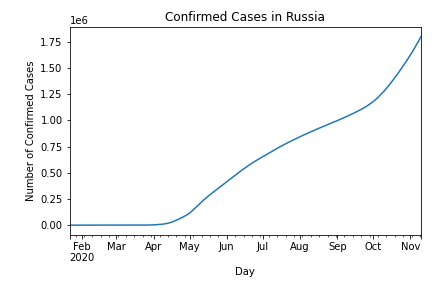 Confirmed Cases in Russia
1e6
1.75
1.50
1.25
1.00
0.75
0.50
0.25
0.00
Number of Confirmed Cases
Feb Mar Apr May Jun Jul Aug Sep Oct Nov
2020
Day